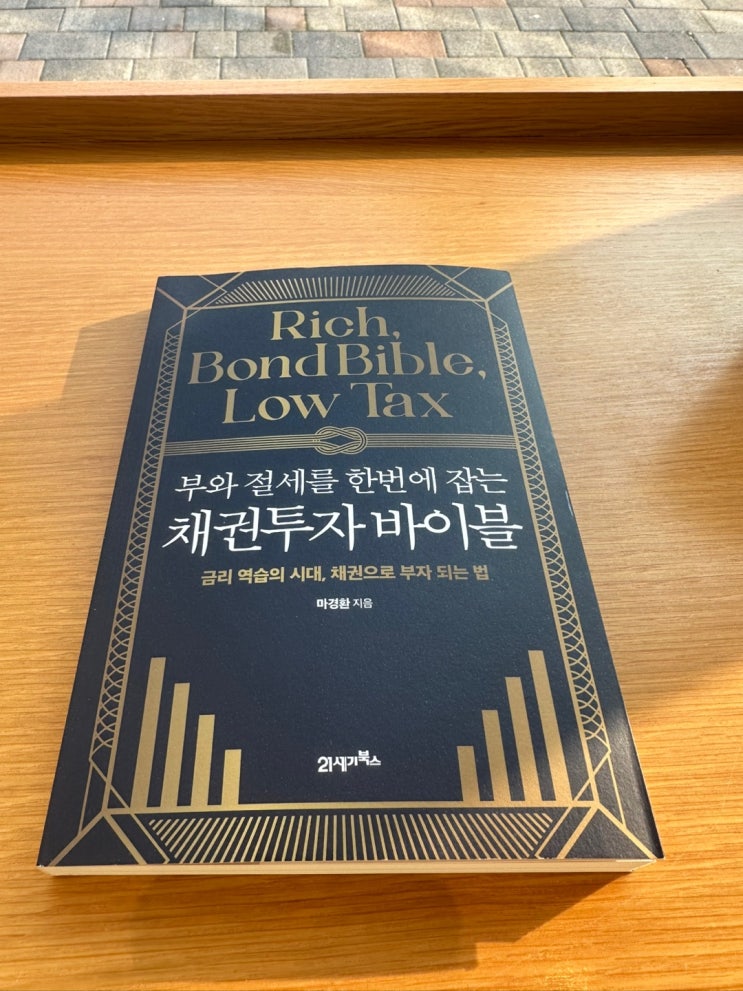 Rich,
Bond Bible,
Low Tax
부와 절세를 한번에 잡는
채권투자 바이블
금리 역습의 시대, 채권으로 부자 되는 법
마경환 지음
21세기북스